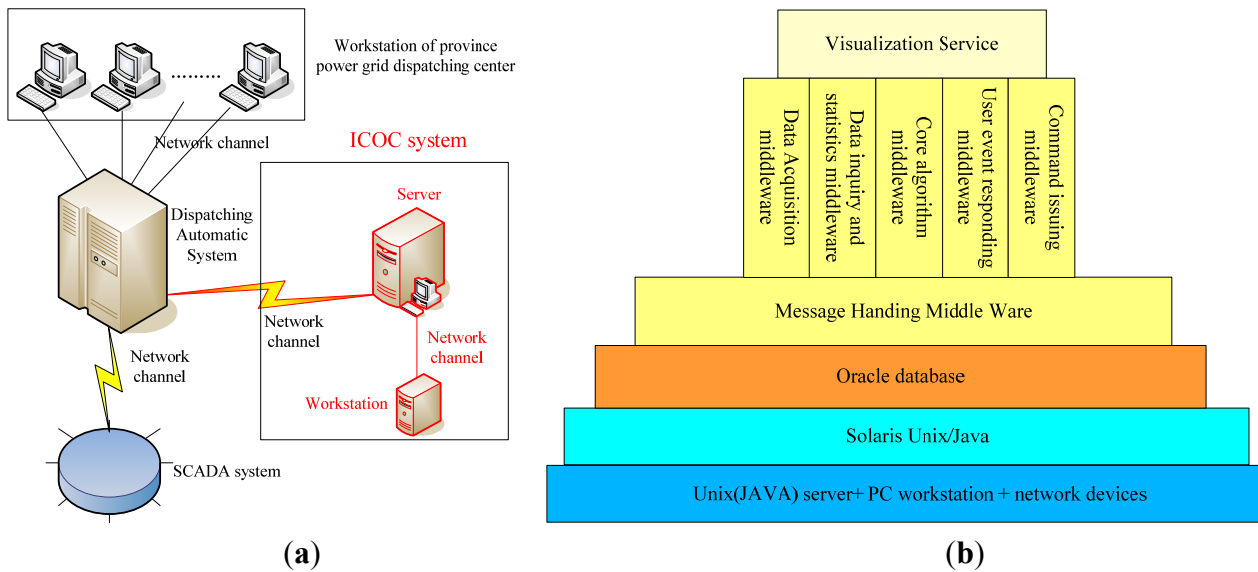 Workstation of province
power grid dispatching center
.........
Network channel
ICOC system
Server
Dispatching
Automatic
System
Network
channel
Network
channel
Network
channel
Workstation
SCADA system
(a)
Visualization Service
Data Acquisition
middleware
Data inquiry and
statistics middleware
Core algorithm
middleware
User event responding
middleware
Command issuing
middleware
Message Handing Middle Ware
Oracle database
Solaris Unix/Java
Unix(JAVA) server+ PC workstation + network devices
(b)